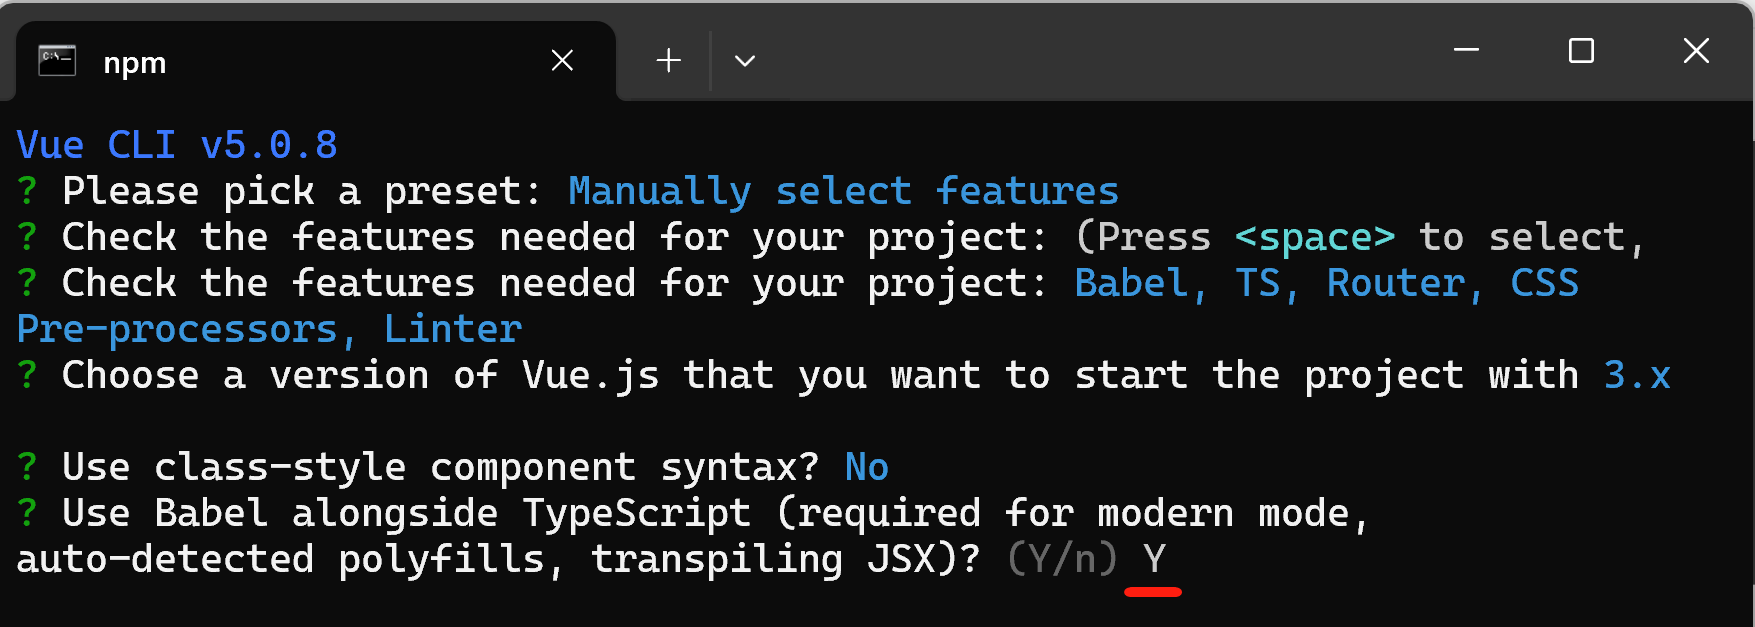 npm
Vue CLI v5.0.8
? Please pick a preset: Manually select features
? Check the features needed for your project: (Press <space> to select,
? Check the features needed for your project: Babel, TS, Router, CSS
Pre-processors, Linter
? Choose a version of Vue.js that you want to start the project with 3.x
? Use class-style component syntax? No
? Use Babel alongside TypeScript (required for modern mode,
auto-detected polyfills, transpiling JSX)? (Y/n) Y